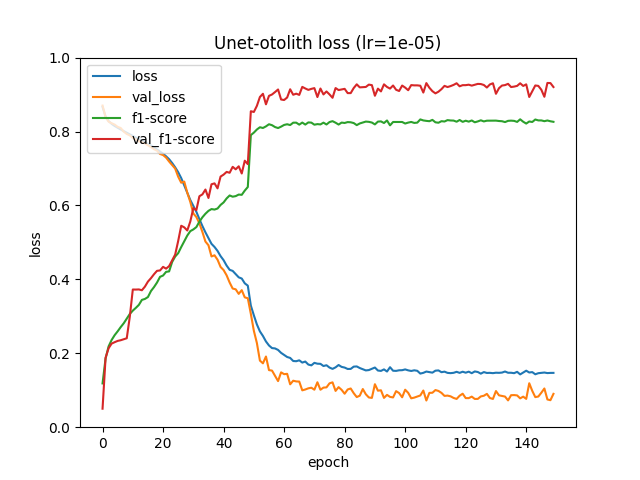 Unet-otolith loss (lr=1e-05)
loss
val_loss
f1-score
val_f1-score
1.0
0.8
0.6
0.4
0.2
0.0
loss
0 20 40 60 80 100 120 140
epoch